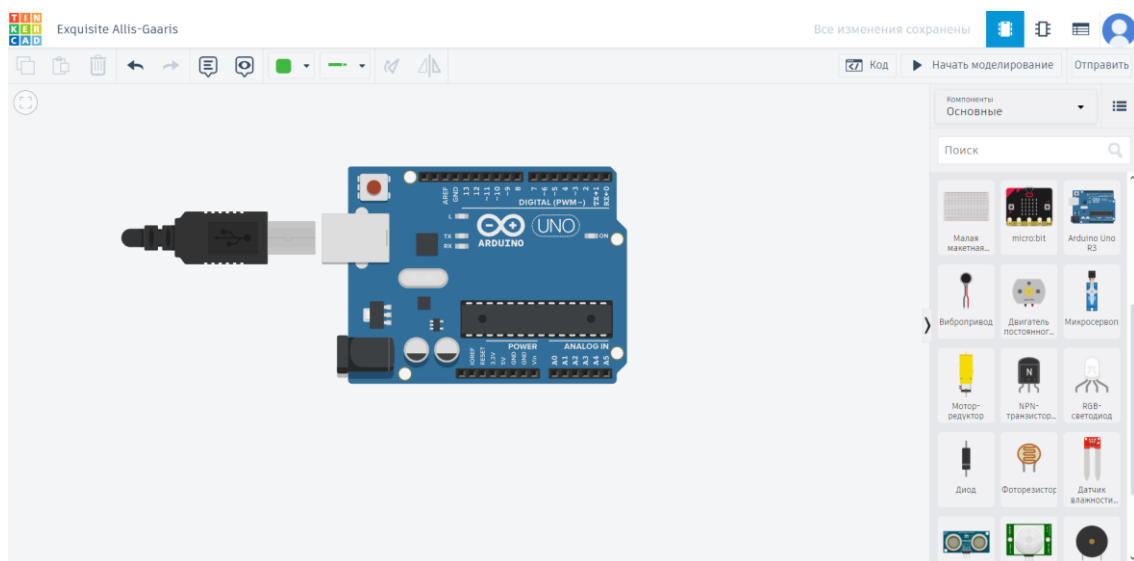 TIN
KER
CAD
Exquisite Allis-Gaaris
Все изменения сохранены
Код
Начать моделирование
Отправить
Компоненты
Основные
Поиск
Малая
макетная...
micro:bit
Arduino Uno
R3
Вибропривод
Двигатель
постоянног...
Микросервоп
Мотор-
редуктор
NPN-
транзистор...
RGB-
светодиод
Диод
Фоторезистор
Датчик
влажности...
N
AREF
GND
13
12
~11
~10
~9
8
7
~6
~5
4
~3
2
TX→1
RX←0
DIGITAL (PWM~)
L
TX
RX
UNO
ARDUINO
ON
POWER
ANALOG IN
IOREF
RESET
3.3V
5V
GND
GND
Vin
A0
A1
A2
A3
A4
A5